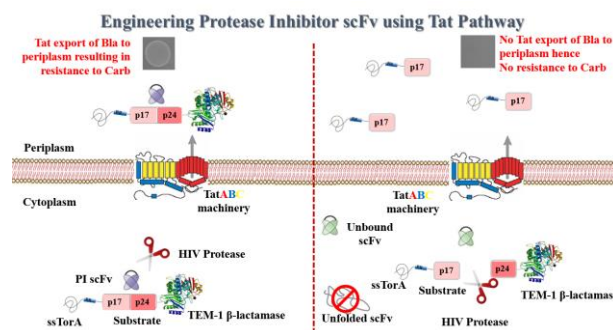 Engineering Protease Inhibitor scFv using Tat Pathway
Tat export of Bla to
periplasm resulting in
resistance to Carb
p17 p24
Periplasm
Cytoplasm
TatABC
machinery
HIV Protease
PI scFv
p17 p24
ssTorA
Substrate
TEM-1 β-lactamase
No Tat export of Bla to
periplasm hence
No resistance to Carb
p17
p17
p17
TatABC
machinery
Unbound
scFv
p17
p24
ssTorA
Substrate
TEM-1
β-lactamase
Unfolded scFv
HIV Protease